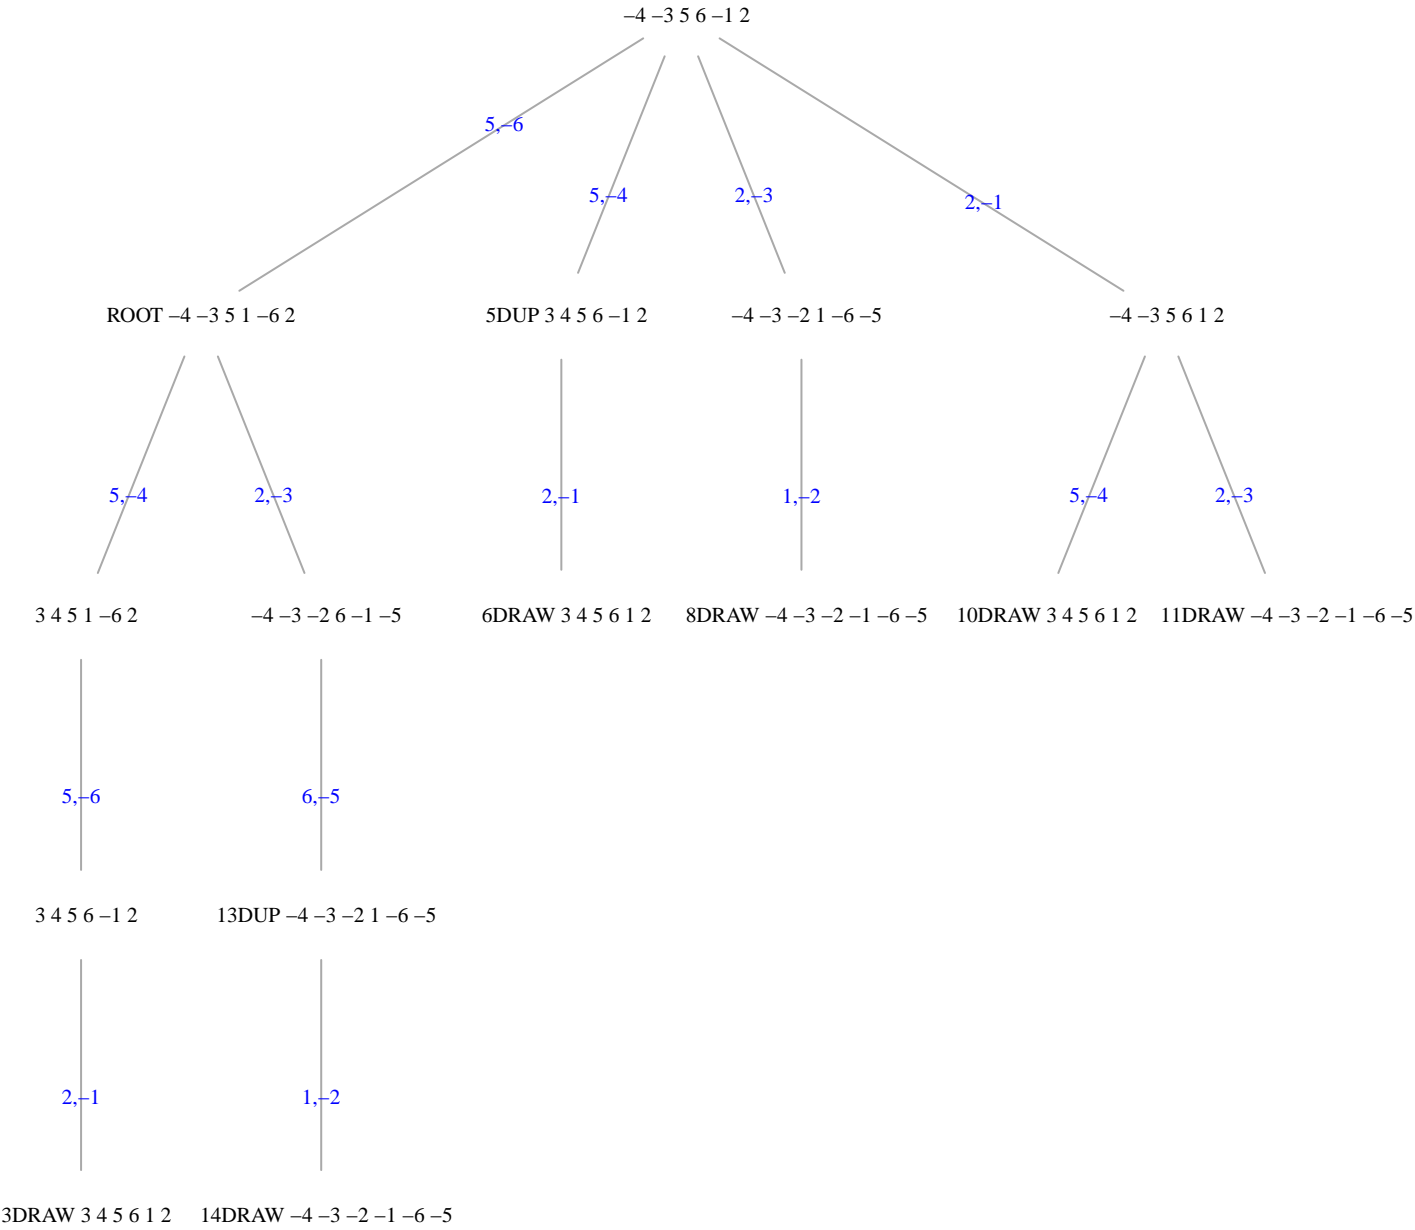 –4 –3 5 6 –1 2
5,–6
5,–4
2,–3
2,–1
ROOT –4 –3 5 1 –6 2
5DUP 3 4 5 6 –1 2
–4 –3 –2 1 –6 –5
–4 –3 5 6 1 2
5,–4
2,–3
2,–1
1,–2
5,–4
2,–3
3 4 5 1 –6 2
–4 –3 –2 6 –1 –5
6DRAW 3 4 5 6 1 2
8DRAW –4 –3 –2 –1 –6 –5
10DRAW 3 4 5 6 1 2
11DRAW –4 –3 –2 –1 –6 –5
5,–6
6,–5
3 4 5 6 –1 2
13DUP –4 –3 –2 1 –6 –5
2,–1
1,–2
3DRAW 3 4 5 6 1 2
14DRAW –4 –3 –2 –1 –6 –5